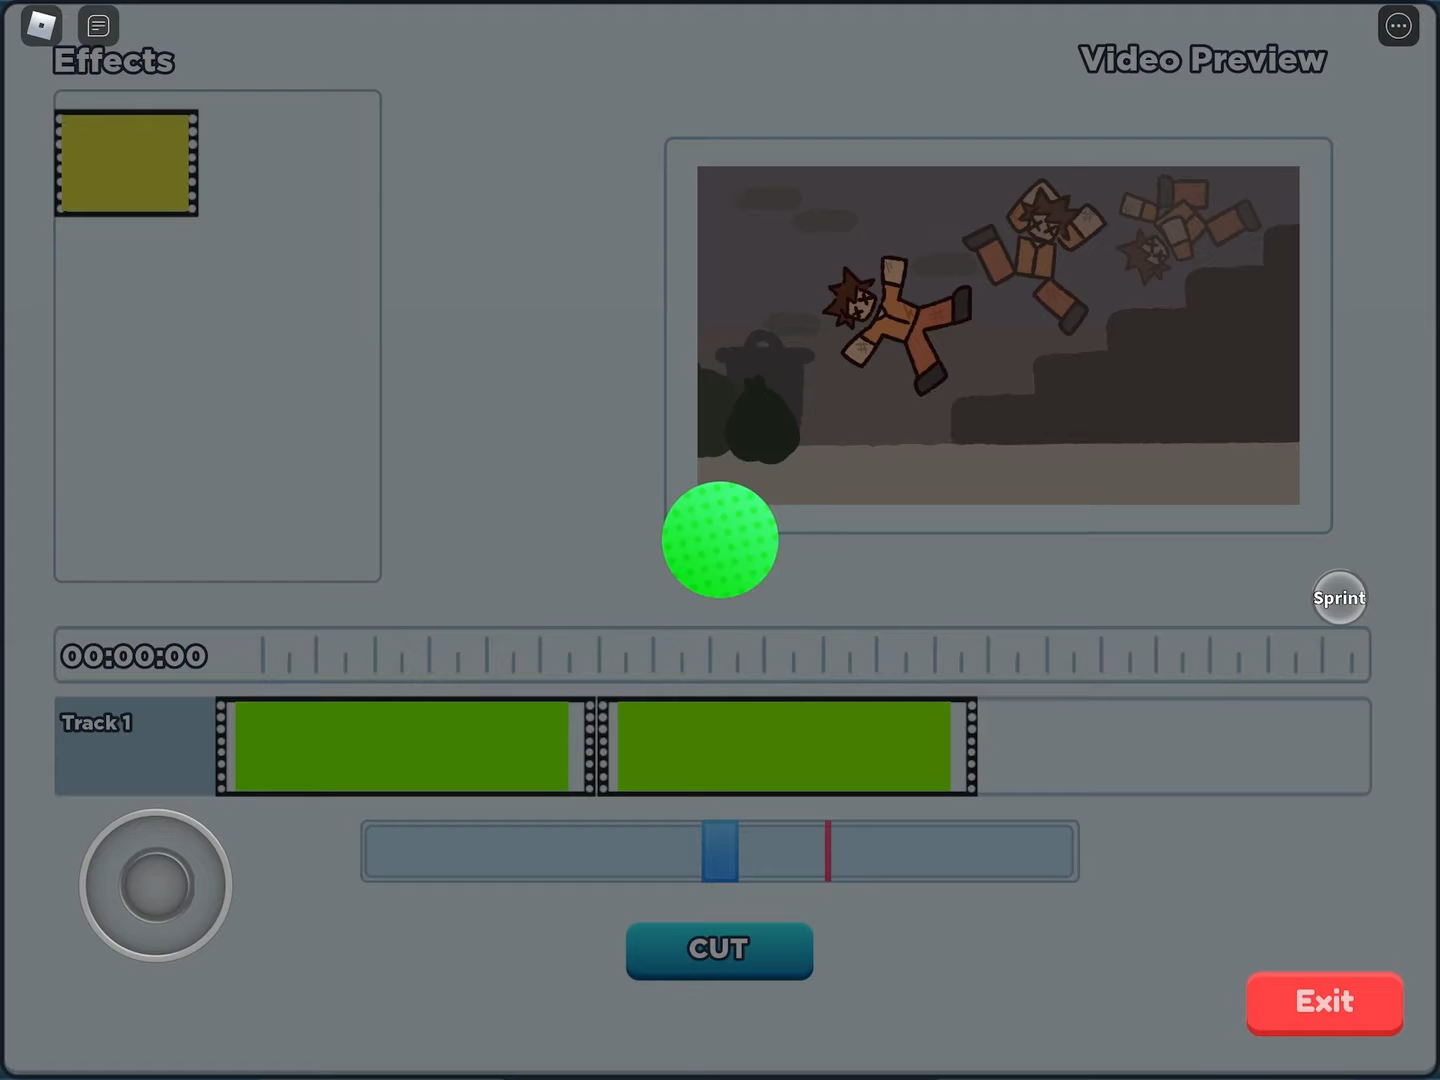 Effects
Video Preview
Sprint
00:00:00
Track 1
CUT
Exit